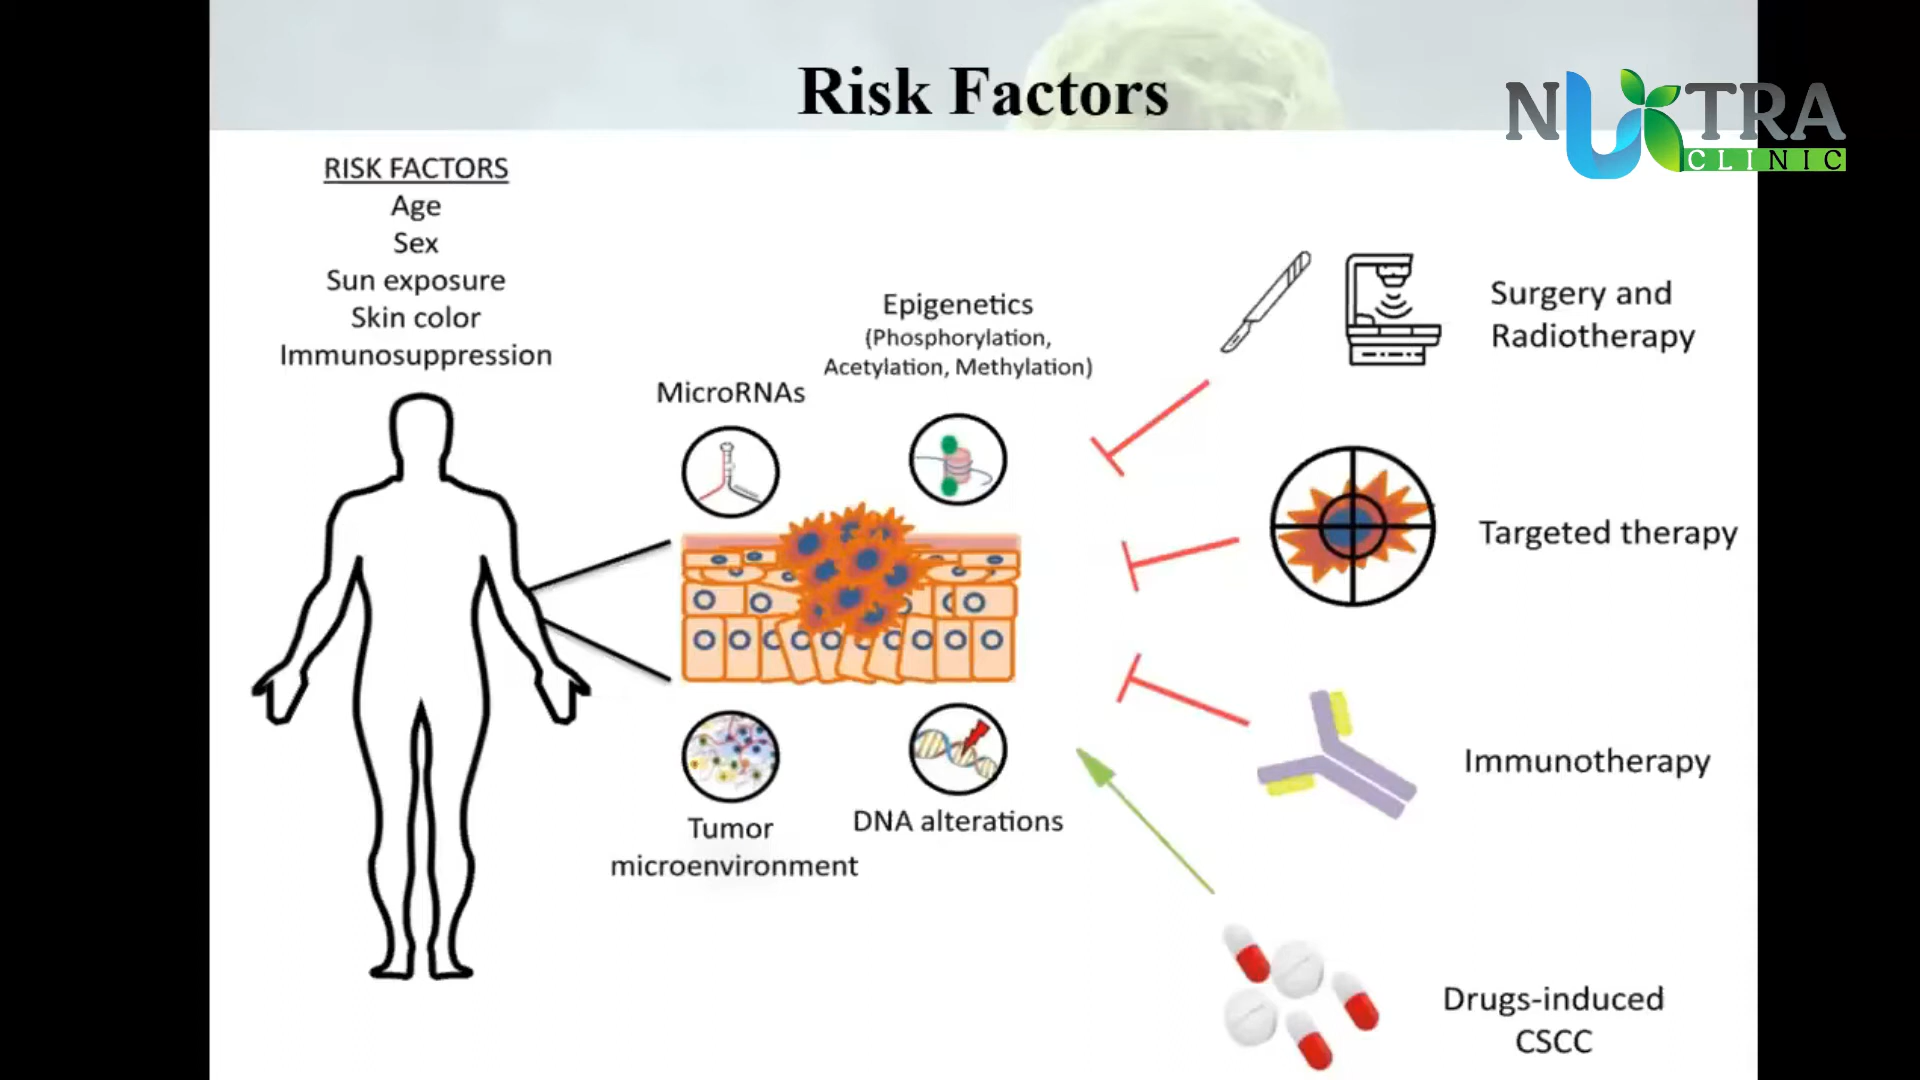 Risk Factors
NUTRA
CLINIC
RISK FACTORS
Age
Sex
Sun exposure
Skin color
Immunosuppression
MicroRNAs
Epigenetics
(Phosphorylation,
Acetylation, Methylation)
Tumor
microenvironment
DNA alterations
Surgery and
Radiotherapy
Targeted therapy
Immunotherapy
Drugs-induced
CSCC